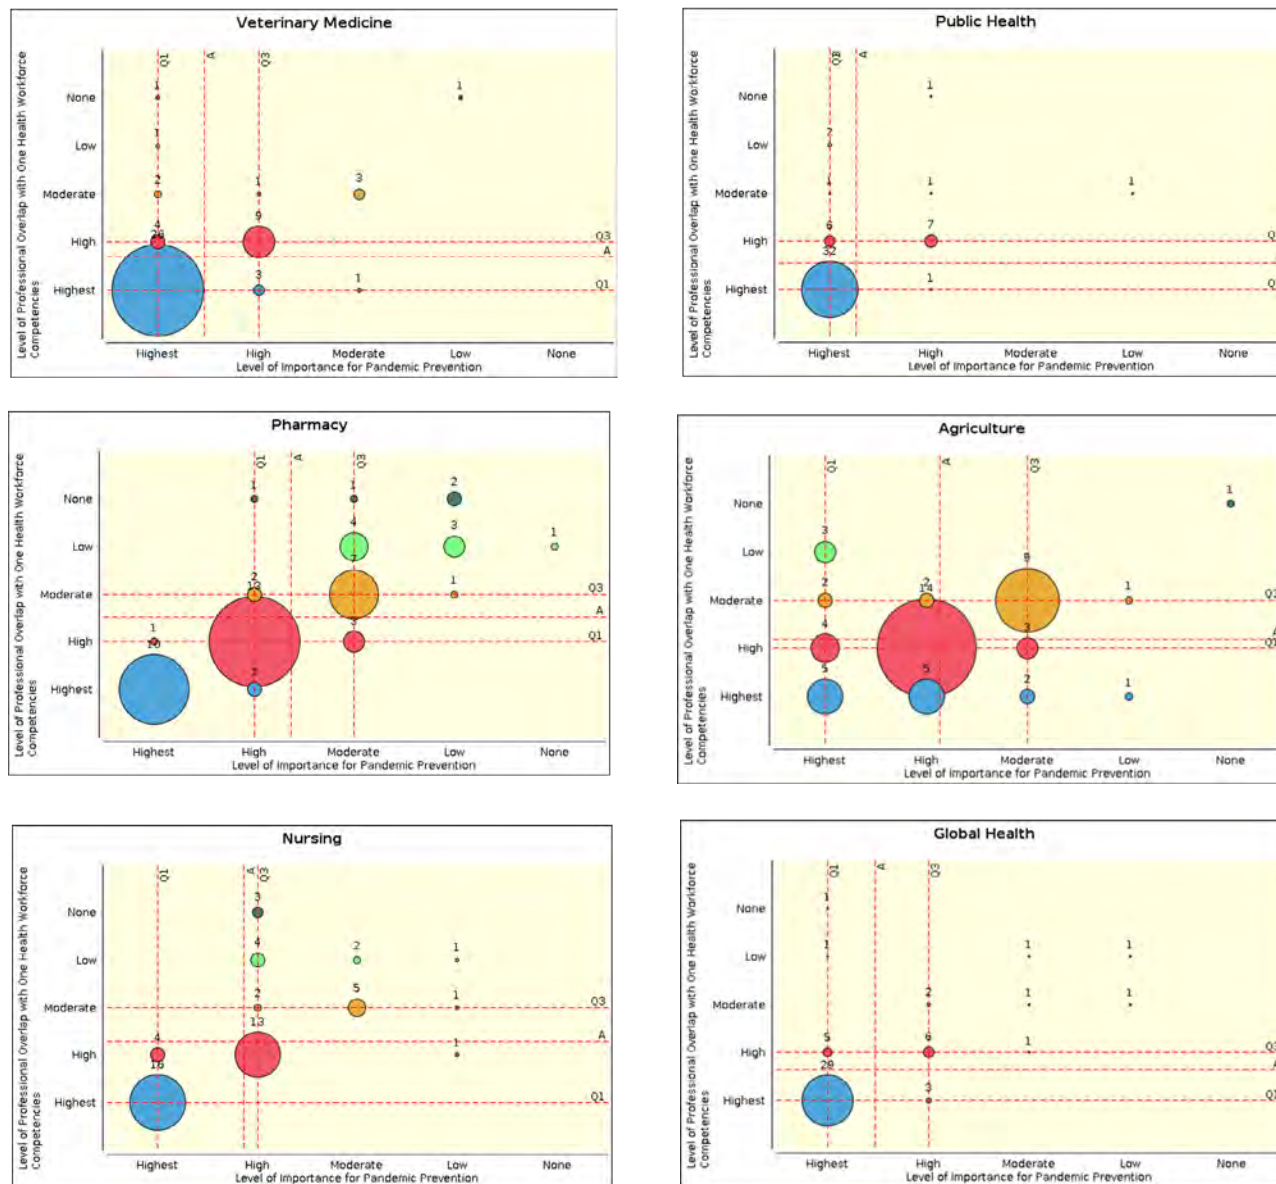 Veterinary Medicine
Level of Professional Overlap with One Health Workforce
Competencies
Q1
A
Q3
None
1
1
Low
1
Moderate
2
1
3
High
4
9
Q3
A
Highest
3
1
Q1
Highest
High
Moderate
Low
None
Level of Importance for Pandemic Prevention
Public Health
Level of Professional Overlap with One Health Workforce
Competencies
A
None
1
Low
2
Moderate
1
1
1
High
6
7
Q
32
Highest
1
Q
Highest
High
Moderate
Low
None
Level of Importance for Pandemic Prevention
Pharmacy
Level of Professional Overlap with One Health Workforce
Competencies
Q1
A
Q3
None
1
1
2
Low
4
3
1
Moderate
2
7
1
Q3
A
High
1
3
Q1
10
Highest
2
Highest
High
Moderate
Low
None
Level of Importance for Pandemic Prevention
Agriculture
Level of Professional Overlap with One Health Workforce
Competencies
Q1
A
Q3
None
1
Low
3
Moderate
2
2
14
1
High
4
3
Highest
5
5
2
1
Highest
High
Moderate
Low
None
Level of Importance for Pandemic Prevention
Nursing
Level of Professional Overlap with One Health Workforce
Competencies
Q1
A
Q3
None
3
Low
4
2
1
Moderate
2
5
1
Q3
A
High
4
13
1
16
Highest
Q1
Highest
High
Moderate
Low
None
Level of Importance for Pandemic Prevention
Global Health
Level of Professional Overlap with One Health Workforce
Competencies
Q1
A
Q3
None
1
Low
1
1
1
Moderate
2
1
1
High
5
6
1
Q3
A
29
Highest
3
Highest
High
Moderate
Low
None
Level of Importance for Pandemic Prevention